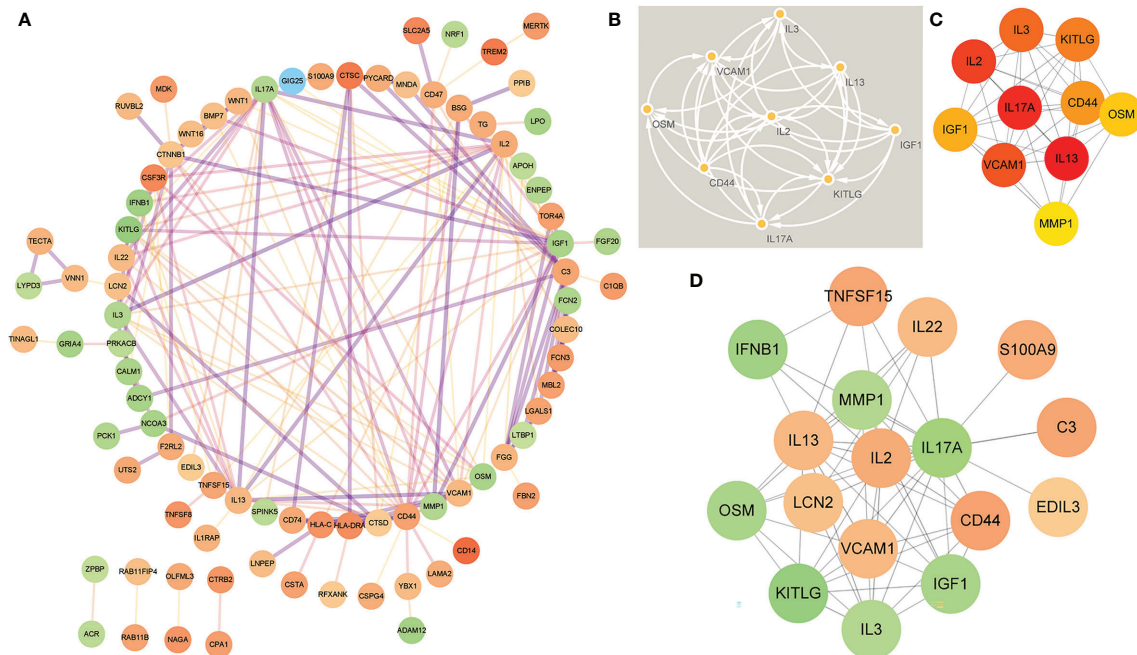 A
B
C
D
SLC2A5
MERTK
NRF1
TREM2
GIG25
S100A9
CTSC
PYCARD
MNDA
CD47
BSG
PPIB
IL17A
MDK
RUVBL2
WNT1
BMP7
WNT16
CTNNB1
TG
LPO
IL2
APOH
CSF3R
ENPEP
IFNB1
TOR4A
KITLG
IGF1
FGF20
IL22
TECTA
VNN1
LYPD3
LCN2
C3
C1QB
IL3
FCN2
COLEC10
TINAGL1
GRIA4
PRKACB
FCN3
CALM1
MBL2
ADCY1
LGALS1
PCK1
NCOA3
LTBP1
UTS2
F2RL2
FGG
EDIL3
OSM
FBN2
TNFSF15
VCAM1
TNFSF8
IL13
MMP1
SPINK5
CD74
HLA-C
HLA-DRA
CTSD
CD44
IL1RAP
CD14
LNPEP
CSTA
RFXANK
CSPG4
YBX1
LAMA2
ADAM12
ZPBP
RAB11FIP4
OLFML3
CTRB2
ACR
RAB11B
NAGA
CPA1
IL3
VCAM1
IL13
OSM
IL2
IGF1
CD44
KITLG
IL17A
IL3
KITLG
IL2
IL17A
CD44
OSM
IGF1
VCAM1
IL13
MMP1
TNFSF15
IL22
IFNB1
S100A9
MMP1
C3
IL13
IL2
IL17A
LCN2
EDIL3
OSM
CD44
VCAM1
KITLG
IGF1
IL3